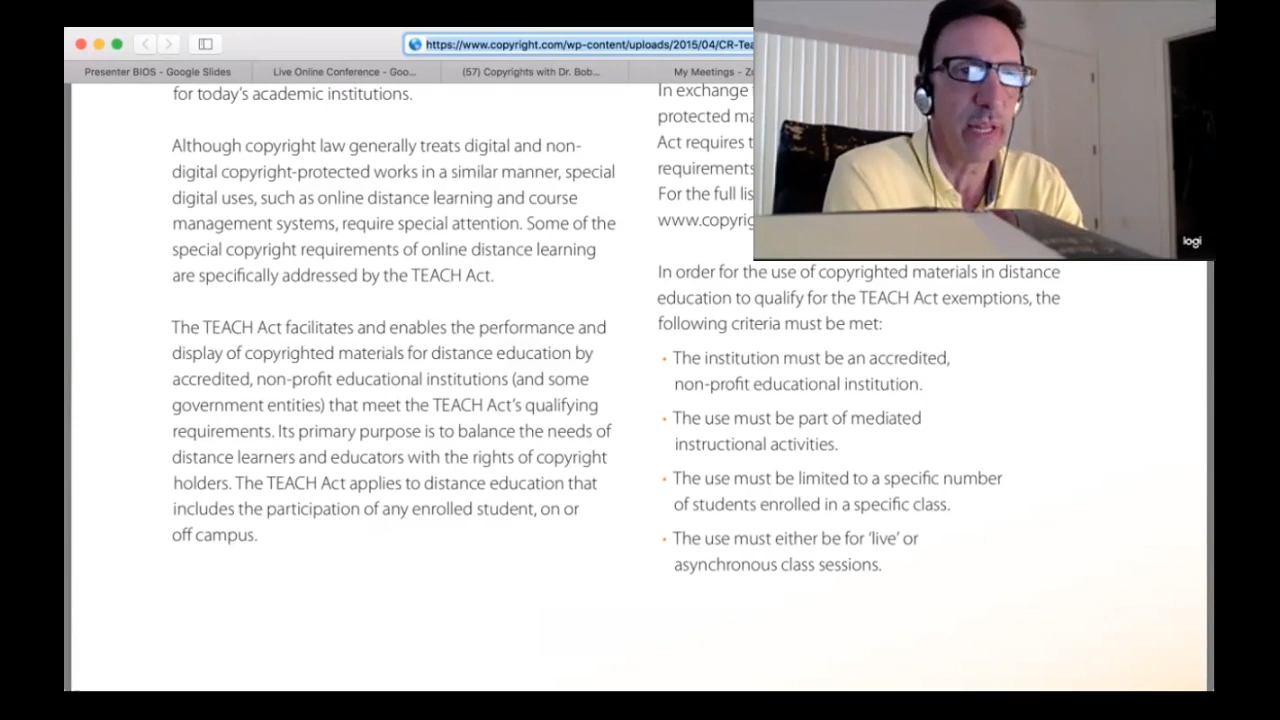 https://www.copyright.com/wp-content/uploads/2015/04/CR-Tea
Presenter BIOS - Google Slides
Live Online Conference - Goo...
(57) Copyrights with Dr. Bob...
My Meetings - Zo
for today's academic institutions.
Although copyright law generally treats digital and non-
digital copyright-protected works in a similar manner, special
digital uses, such as online distance learning and course
management systems, require special attention. Some of the
special copyright requirements of online distance learning
are specifically addressed by the TEACH Act.
The TEACH Act facilitates and enables the performance and
display of copyrighted materials for distance education by
accredited, non-profit educational institutions (and some
government entities) that meet the TEACH Act's qualifying
requirements. Its primary purpose is to balance the needs of
distance learners and educators with the rights of copyright
holders. The TEACH Act applies to distance education that
includes the participation of any enrolled student, on or
off campus.
In exchange
protected ma
Act requires t
requirements
For the full lis
www.copyrig
In order for the use of copyrighted materials in distance
education to qualify for the TEACH Act exemptions, the
following criteria must be met:
• The institution must be an accredited,
non-profit educational institution.
• The use must be part of mediated
instructional activities.
• The use must be limited to a specific number
of students enrolled in a specific class.
• The use must either be for 'live' or
asynchronous class sessions.
logi